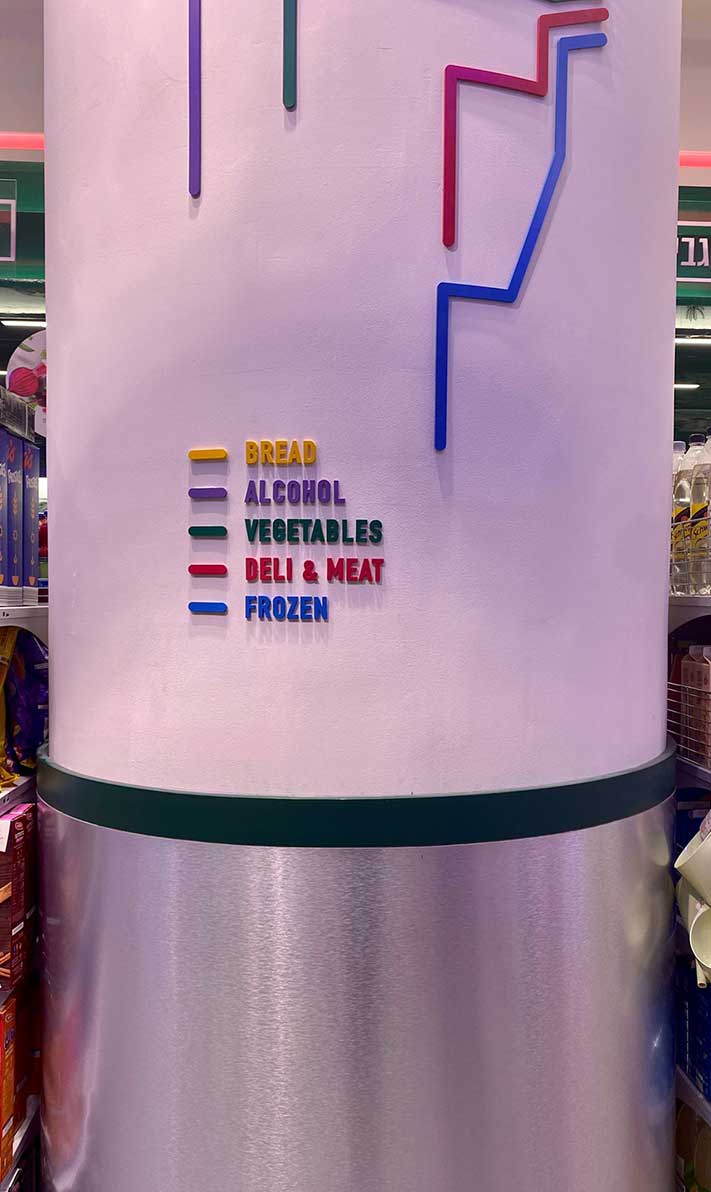 BREAD
ALCOHOL
VEGETABLES
DELI & MEAT
FROZEN